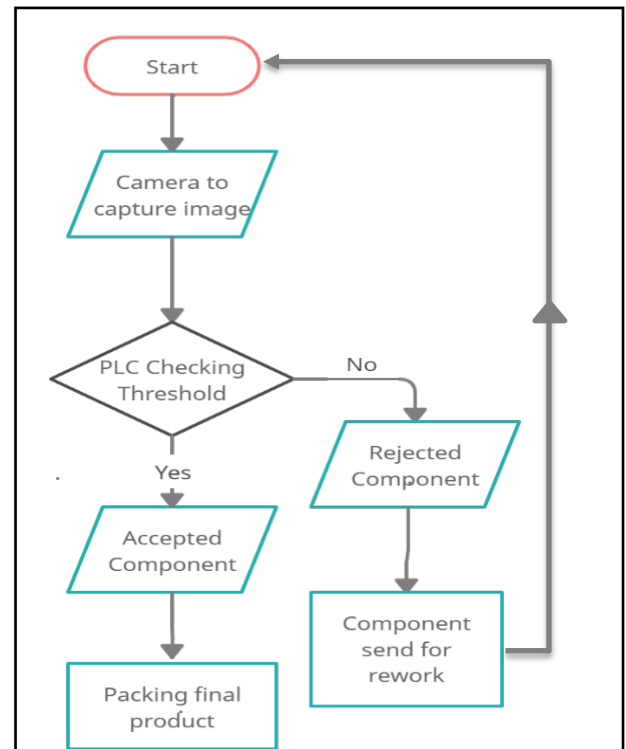 Start
Camera to
capture image
PLC Checking
Threshold
No
Yes
Rejected
Component
Accepted
Component
Component
send for
rework
Packing final
product